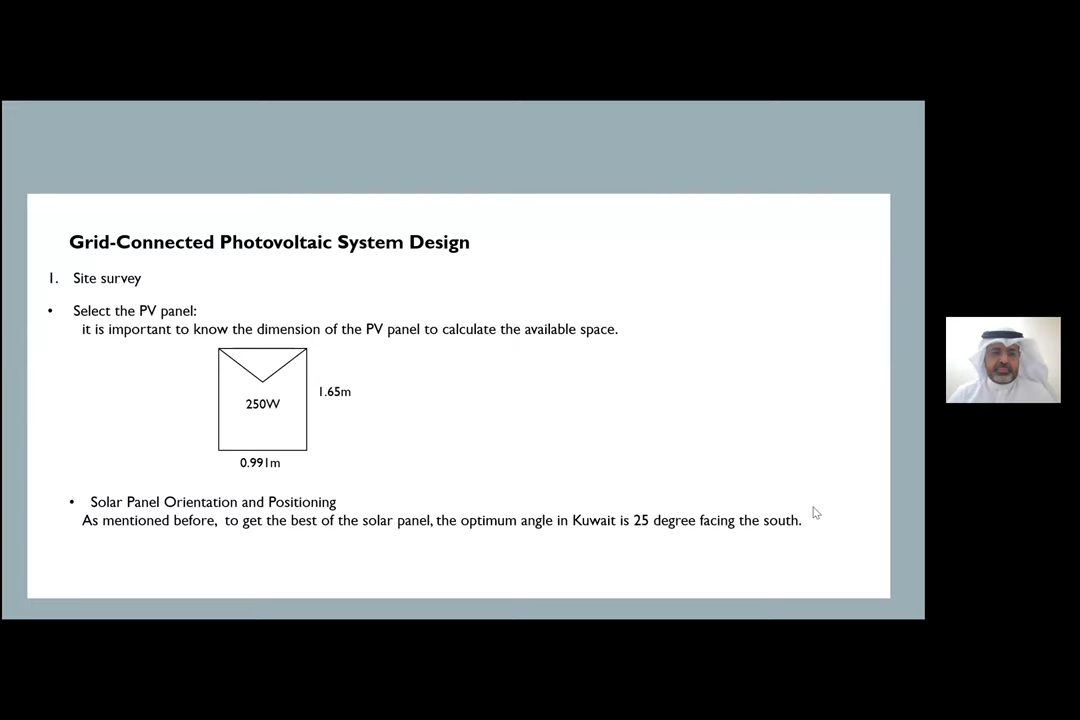 Grid-Connected Photovoltaic System Design
1. Site survey
• Select the PV panel:
it is important to know the dimension of the PV panel to calculate the available space.
1.65m
250W
0.991m
• Solar Panel Orientation and Positioning
As mentioned before, to get the best of the solar panel, the optimum angle in Kuwait is 25 degree facing the south.